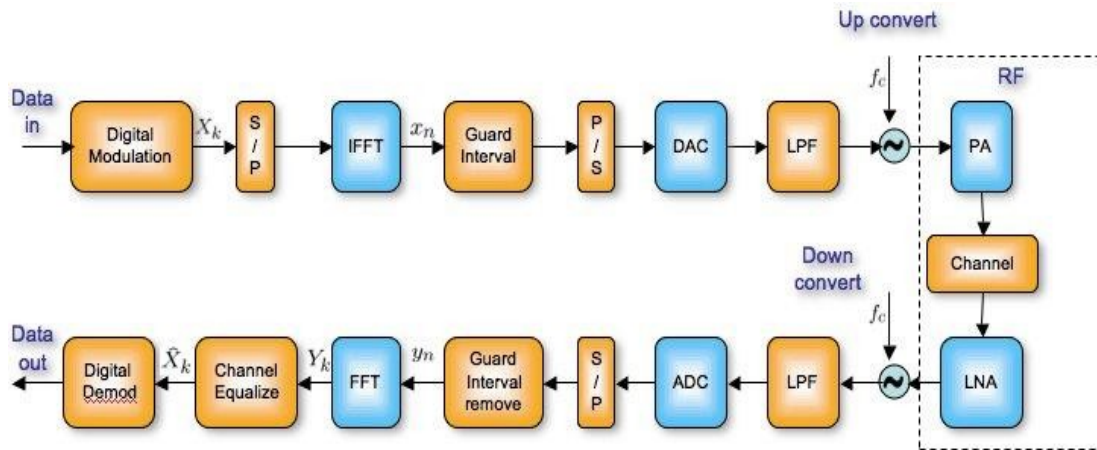 Up convert
RF
f_c
Data
in
Digital
Modulation
X_k
S
/
P
IFFT
x_n
Guard
Interval
P
/
S
DAC
LPF
~
PA
Channel
Down
convert
f_c
Data
out
Digital
Demod
X̂_k
Channel
Equalize
Y_k
FFT
y_n
Guard
Interval
remove
S
/
P
ADC
LPF
~
LNA